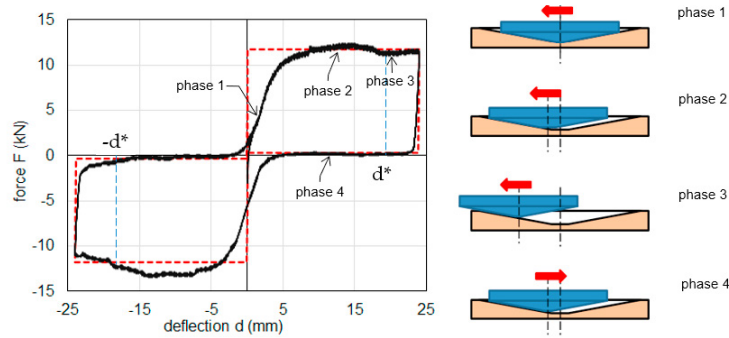 15
10
5
0
-5
-10
-15
-25
-15
-5
5
15
25
force F (kN)
deflection d (mm)
phase 1
phase 2
phase 3
phase 4
-d*
d*
phase 1
phase 2
phase 3
phase 4